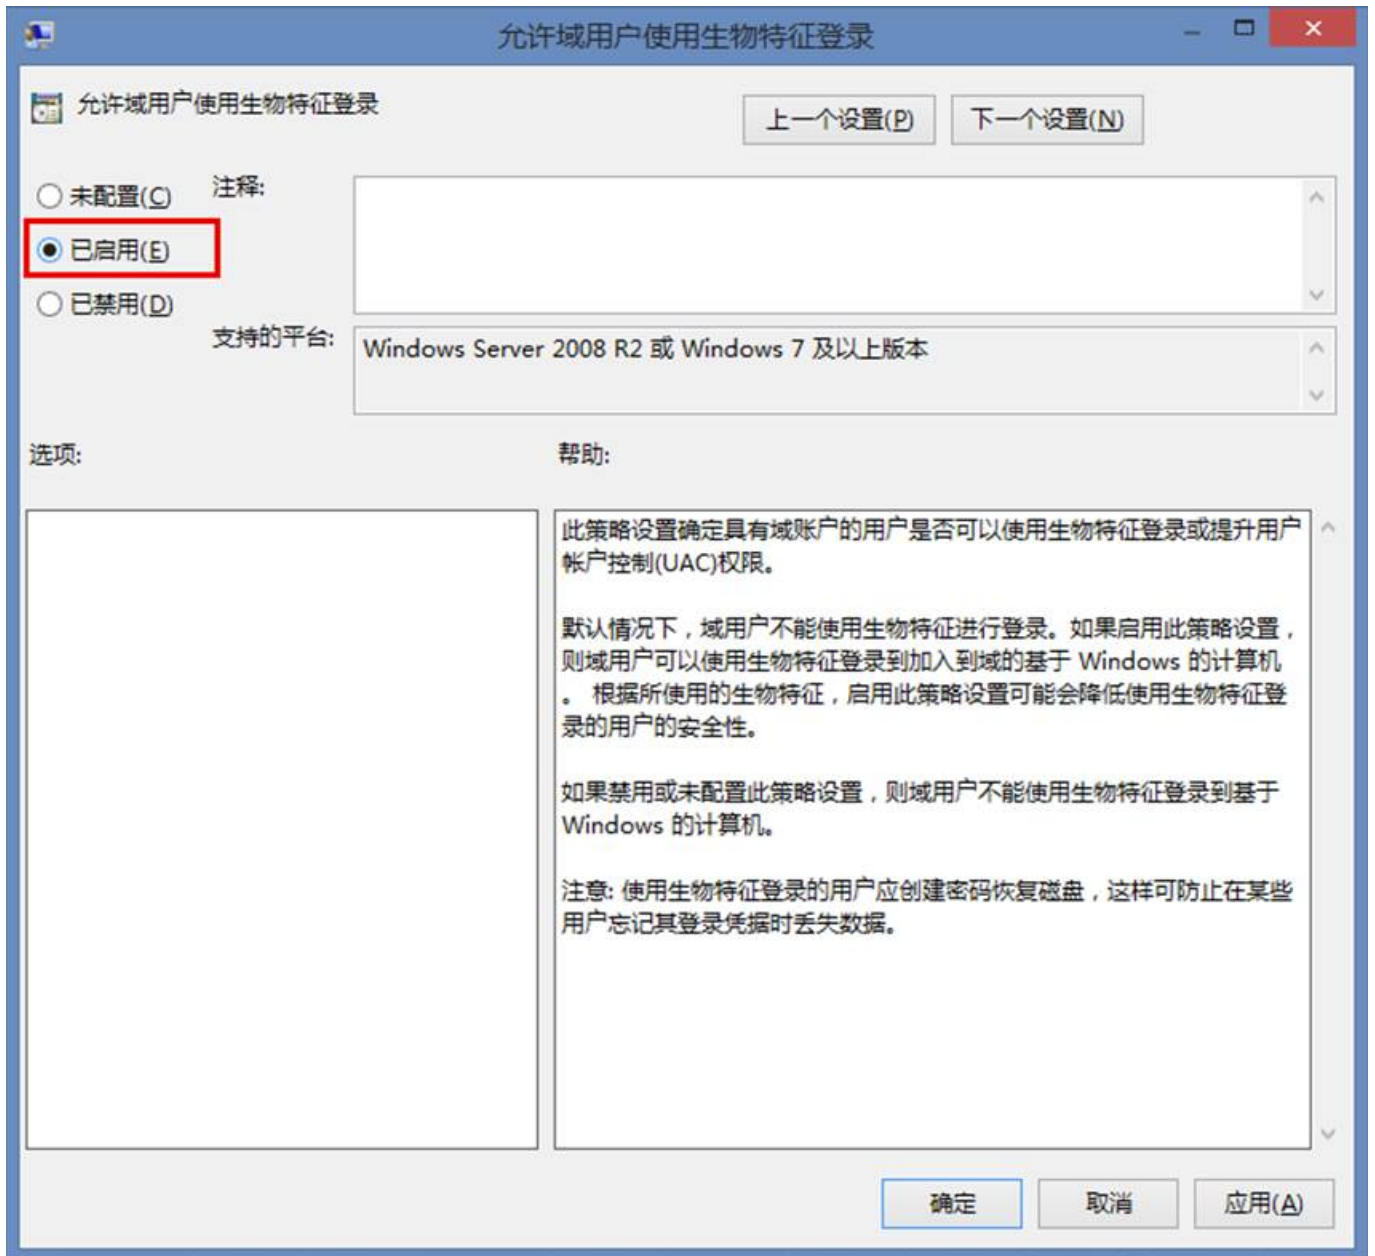 允许域用户使用生物特征登录
允许域用户使用生物特征登录
上一个设置(P)
下一个设置(N)
未配置(C)
注释:
已启用(E)
已禁用(D)
支持的平台:
Windows Server 2008 R2 或 Windows 7 及以上版本
选项:
帮助:
此策略设置确定具有域账户的用户是否可以使用生物特征登录或提升用户
帐户控制(UAC)权限。
默认情况下，域用户不能使用生物特征进行登录。如果启用此策略设置，
则域用户可以使用生物特征登录到加入到域的基于 Windows 的计算机
。 根据所使用的生物特征，启用此策略设置可能会降低使用生物特征登
录的用户的安全性。
如果禁用或未配置此策略设置，则域用户不能使用生物特征登录到基于
Windows 的计算机。
注意: 使用生物特征登录的用户应创建密码恢复磁盘，这样可防止在某些
用户忘记其登录凭据时丢失数据。
确定
取消
应用(A)